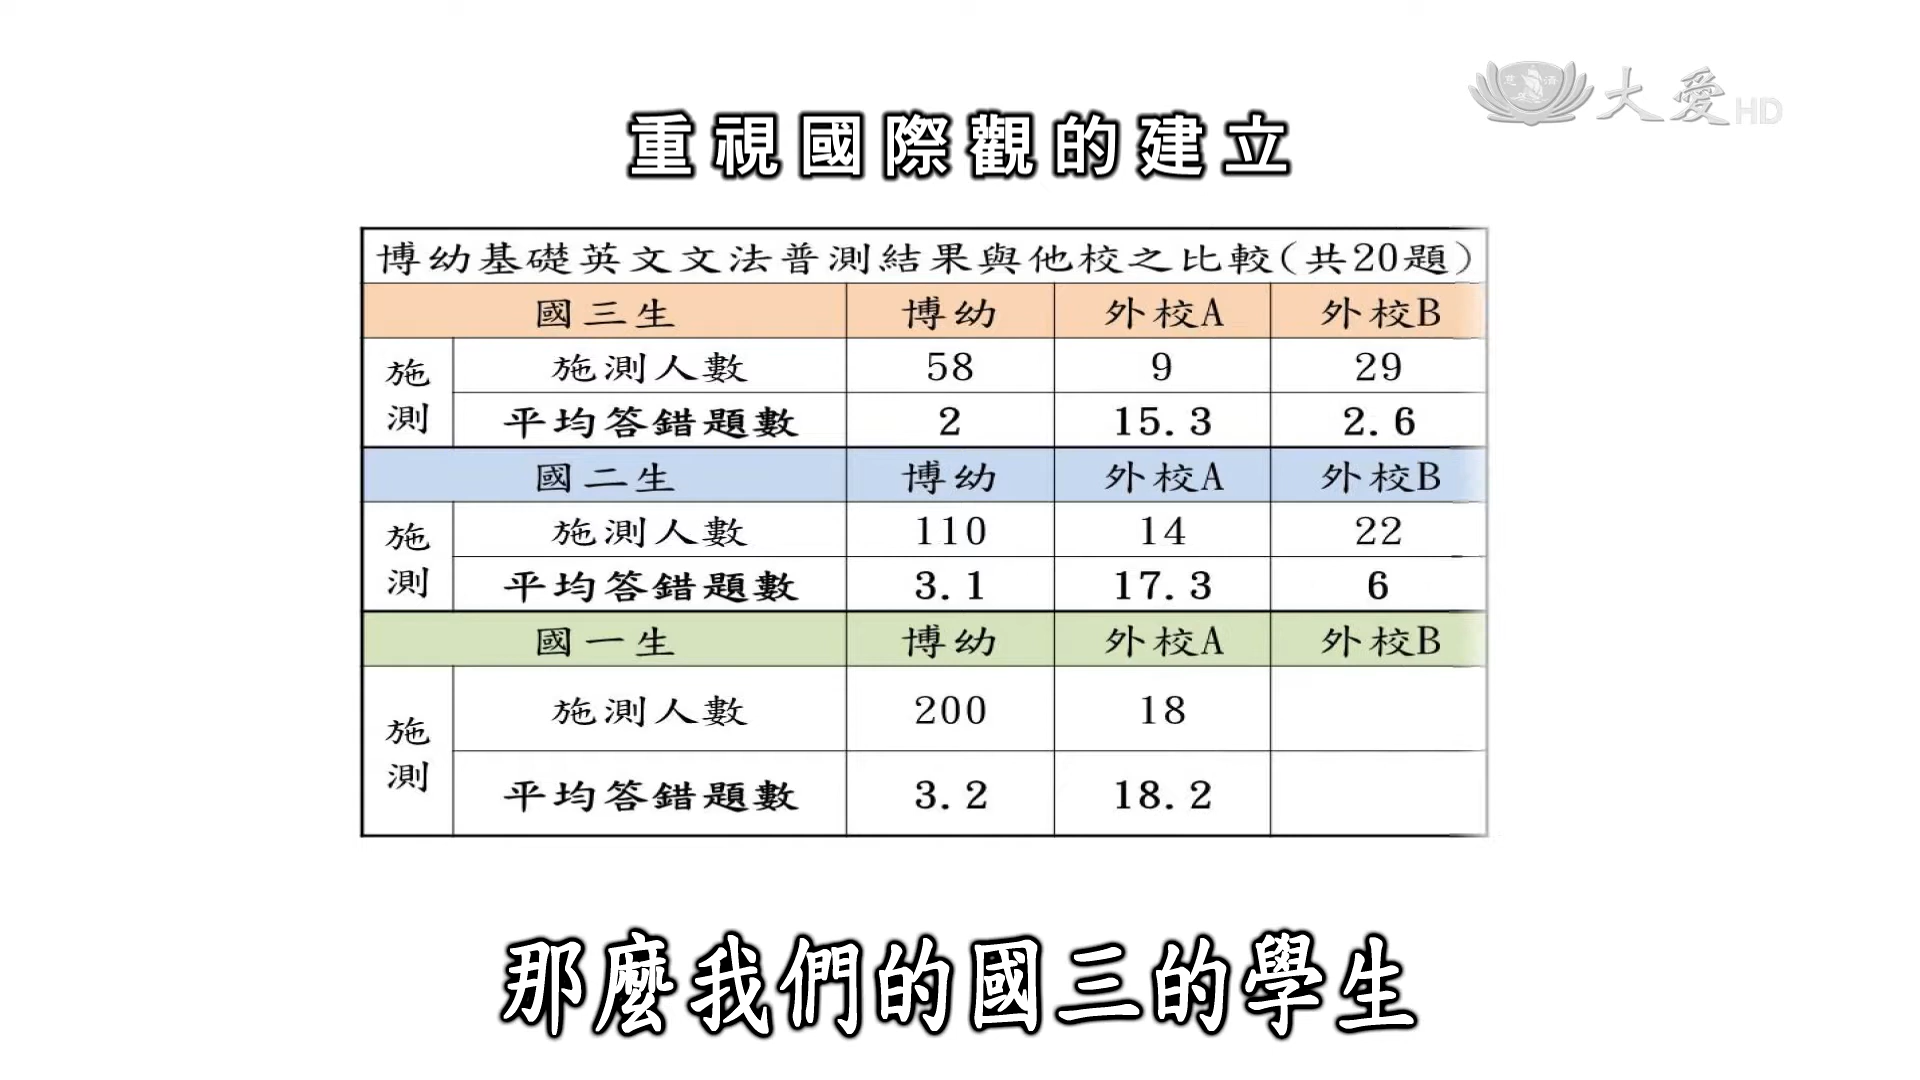 大愛HD
重視國際觀的建立
博幼基礎英文文法普測結果與他校之比較(共20題)
國三生 博幼 外校A 外校B
施測 施測人數 58 9 29
平均答錯題數 2 15.3 2.6
國二生 博幼 外校A 外校B
施測 施測人數 110 14 22
平均答錯題數 3.1 17.3 6
國一生 博幼 外校A 外校B
施測 施測人數 200 18
平均答錯題數 3.2 18.2
那麼我們的國三的學生